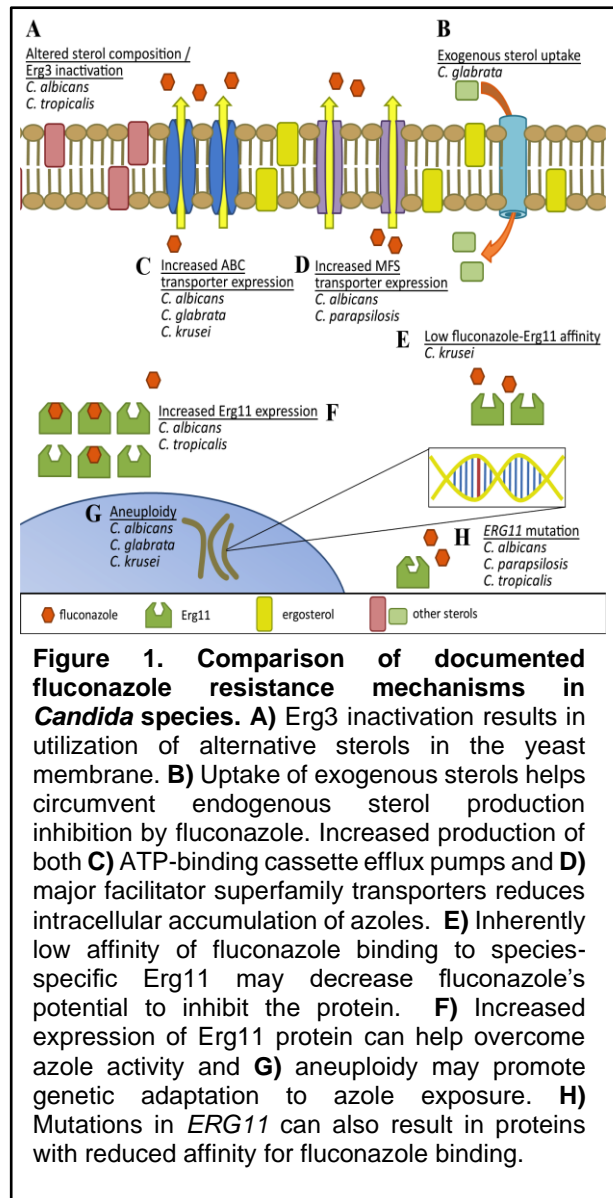 A
Altered sterol composition /
Erg3 inactivation
C. albicans
C. tropicalis
B
Exogenous sterol uptake
C. glabrata
C
Increased ABC
transporter expression
C. albicans
C. glabrata
C. krusei
D
Increased MFS
transporter expression
C. albicans
C. parapsilosis
E
Low fluconazole-Erg11 affinity
C. krusei
Increased Erg11 expression
F
C. albicans
C. tropicalis
G
Aneuploidy
C. albicans
C. glabrata
C. krusei
H
ERG11 mutation
C. albicans
C. parapsilosis
C. tropicalis
fluconazole
Erg11
ergosterol
other sterols
Figure 1. Comparison of documented
fluconazole resistance mechanisms in
Candida species. A) Erg3 inactivation results in
utilization of alternative sterols in the yeast
membrane. B) Uptake of exogenous sterols helps
circumvent endogenous sterol production
inhibition by fluconazole. Increased production of
both C) ATP-binding cassette efflux pumps and D)
major facilitator superfamily transporters reduces
intracellular accumulation of azoles. E) Inherently
low affinity of fluconazole binding to species-
specific Erg11 may decrease fluconazole's
potential to inhibit the protein. F) Increased
expression of Erg11 protein can help overcome
azole activity and G) aneuploidy may promote
genetic adaptation to azole exposure. H)
Mutations in ERG11 can also result in proteins
with reduced affinity for fluconazole binding.